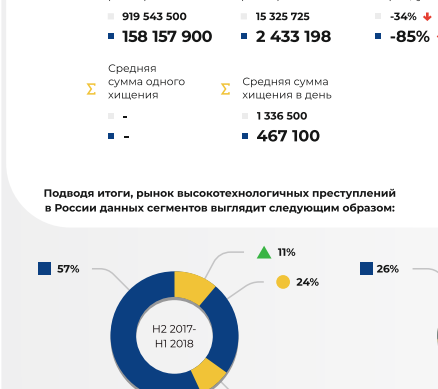 919 543 500
15 325 725
-34%
158 157 900
2 433 198
-85%
Средняя
сумма одного
хищения
Средняя сумма
хищения в день
-
1 336 500
-
467 100
Подводя итоги, рынок высокотехнологичных преступлений
в России данных сегментов выглядит следующим образом:
11%
57%
26%
24%
H2 2017-
H1 2018